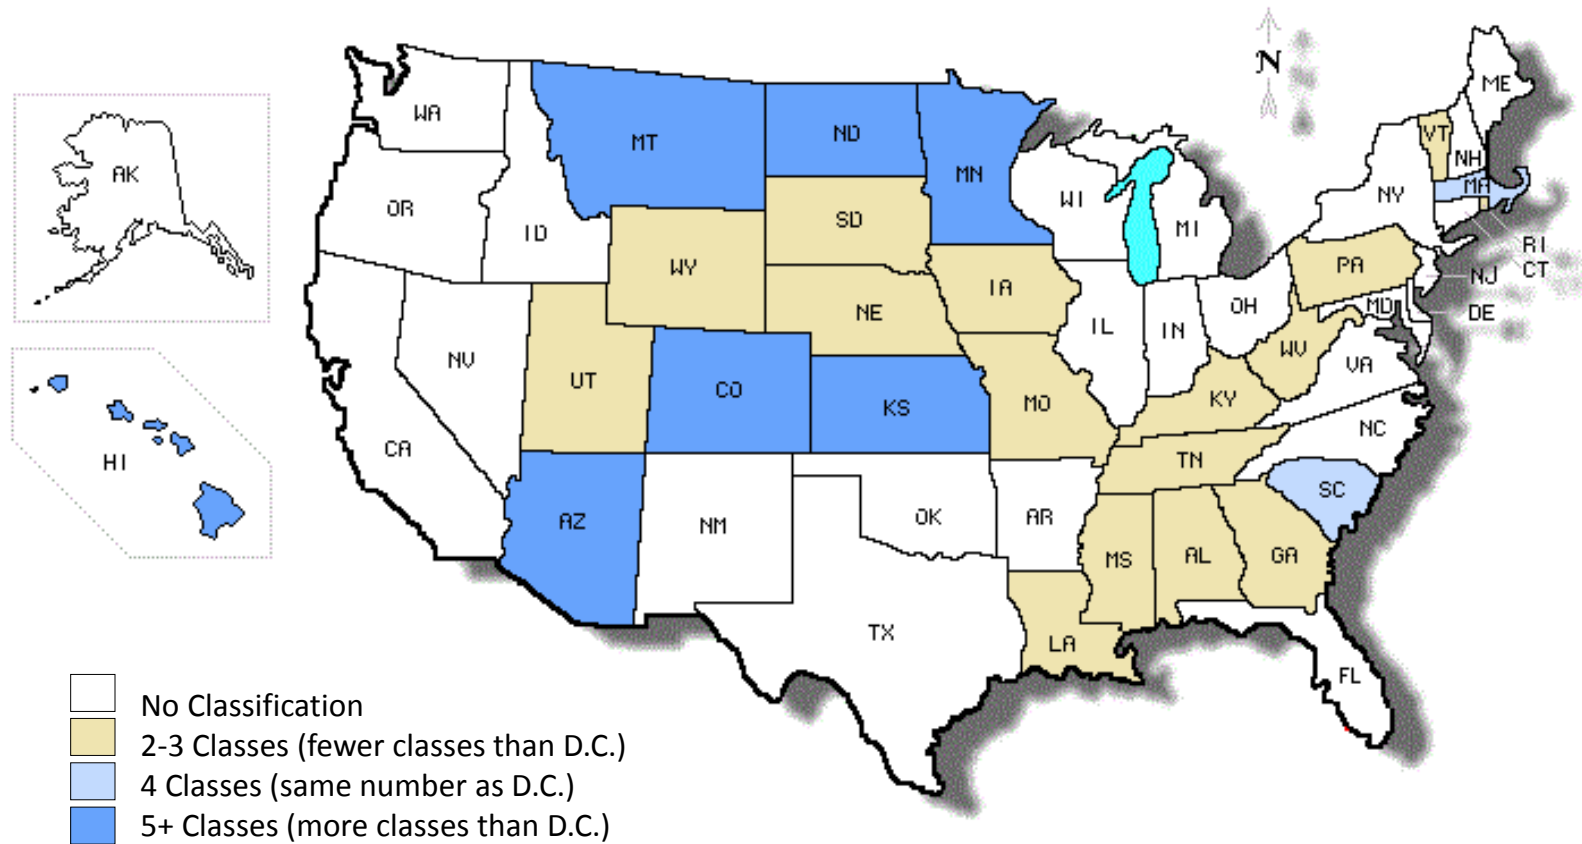 N
ME
WA
MT
ND
MN
VT
NH
AK
OR
ID
SD
WI
MI
NY
MA
RI
CT
WY
IA
PA
NJ
NE
OH
MD
DE
NV
UT
CO
KS
IL
IN
WV
VA
MO
KY
CA
NC
HI
TN
SC
AZ
NM
OK
AR
MS
AL
GA
TX
LA
FL
No Classification
2-3 Classes (fewer classes than D.C.)
4 Classes (same number as D.C.)
5+ Classes (more classes than D.C.)